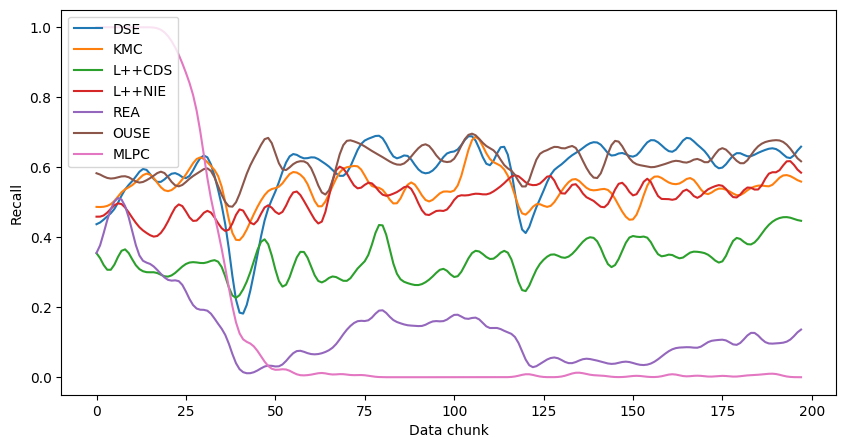 DSE
KMC
L++CDS
L++NIE
REA
OUSE
MLPC
Recall
1.0
0.8
0.6
0.4
0.2
0.0
0 25 50 75 100 125 150 175 200
Data chunk